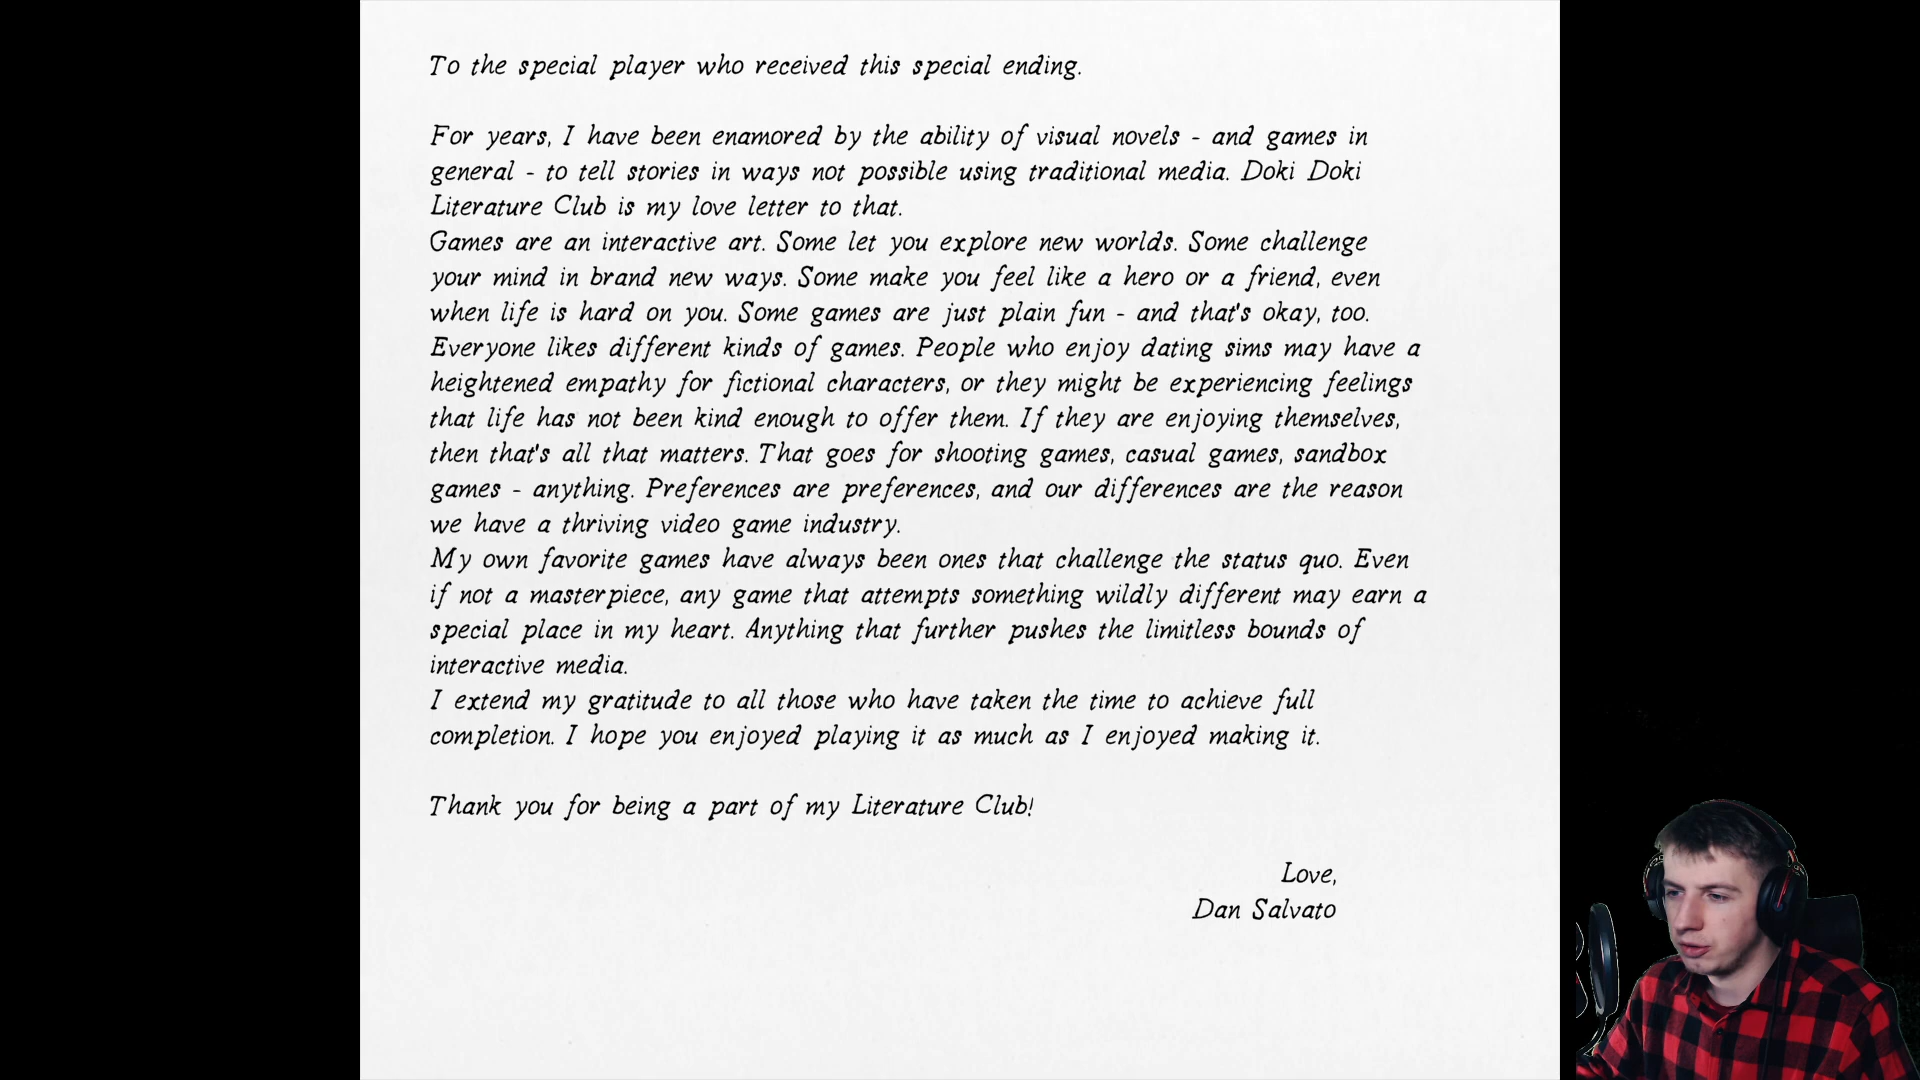 To the special player who received this special ending.
For years, I have been enamored by the ability of visual novels - and games in
general - to tell stories in ways not possible using traditional media. Doki Doki
Literature Club is my love letter to that.
Games are an interactive art. Some let you explore new worlds. Some challenge
your mind in brand new ways. Some make you feel like a hero or a friend, even
when life is hard on you. Some games are just plain fun - and that's okay, too.
Everyone likes different kinds of games. People who enjoy dating sims may have a
heightened empathy for fictional characters, or they might be experiencing feelings
that life has not been kind enough to offer them. If they are enjoying themselves,
then that's all that matters. That goes for shooting games, casual games, sandbox
games - anything. Preferences are preferences, and our differences are the reason
we have a thriving video game industry.
My own favorite games have always been ones that challenge the status quo. Even
if not a masterpiece, any game that attempts something wildly different may earn a
special place in my heart. Anything that further pushes the limitless bounds of
interactive media.
I extend my gratitude to all those who have taken the time to achieve full
completion. I hope you enjoyed playing it as much as I enjoyed making it.
Thank you for being a part of my Literature Club!
Love,
Dan Salvato